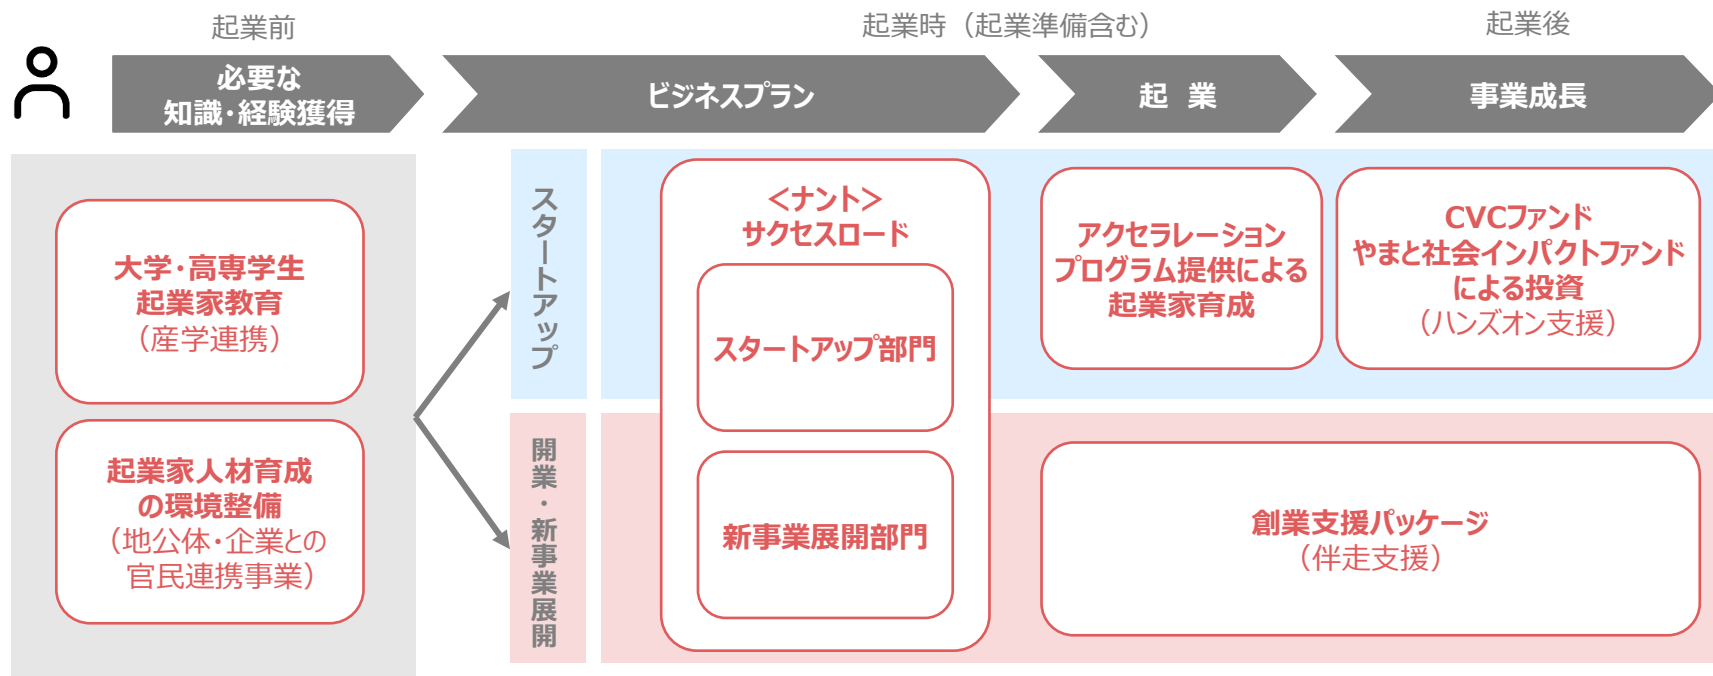 起業前
起業時（起業準備含む）
起業後
必要な
知識・経験獲得
ビジネスプラン
起 業
事業成長
大学・高専学生
起業家教育
（産学連携）
起業家人材育成
の環境整備
（地公体・企業との
官民連携事業）
スタートアップ
＜ナント＞
サクセスロード
スタートアップ部門
アクセラレーション
プログラム提供による
起業家育成
CVCファンド
やまと社会インパクトファンド
による投資
（ハンズオン支援）
開業・新事業展開
新事業展開部門
創業支援パッケージ
（伴走支援）